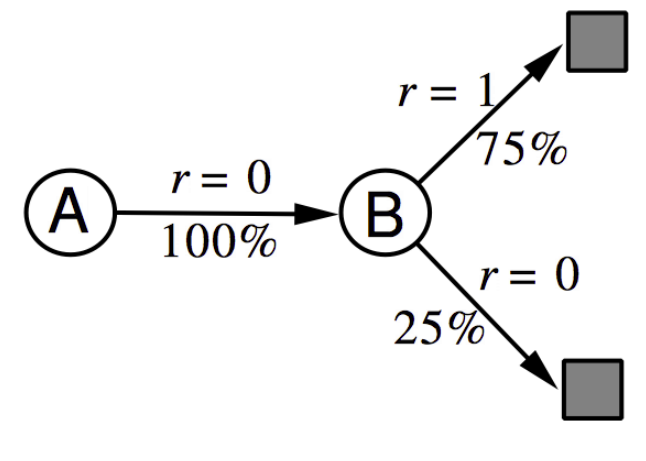 r = 1
75%
r = 0
A
B
100%
r = 0
25%